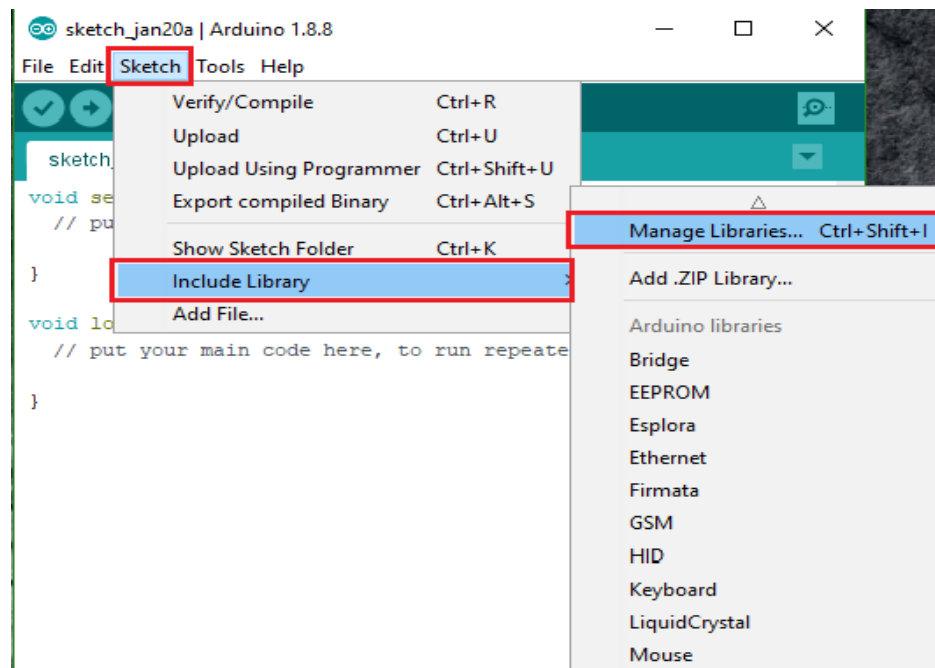 sketch_jan20a | Arduino 1.8.8
File Edit Sketch Tools Help
Verify/Compile Ctrl+R
Upload Ctrl+U
Upload Using Programmer Ctrl+Shift+U
Export compiled Binary Ctrl+Alt+S
Show Sketch Folder Ctrl+K
Include Library
Add File...
Manage Libraries... Ctrl+Shift+I
Add .ZIP Library...
Arduino libraries
Bridge
EEPROM
Esplora
Ethernet
Firmata
GSM
HID
Keyboard
LiquidCrystal
Mouse
sketch_
void se
// pu
}
void lo
// put your main code here, to run repeate
}